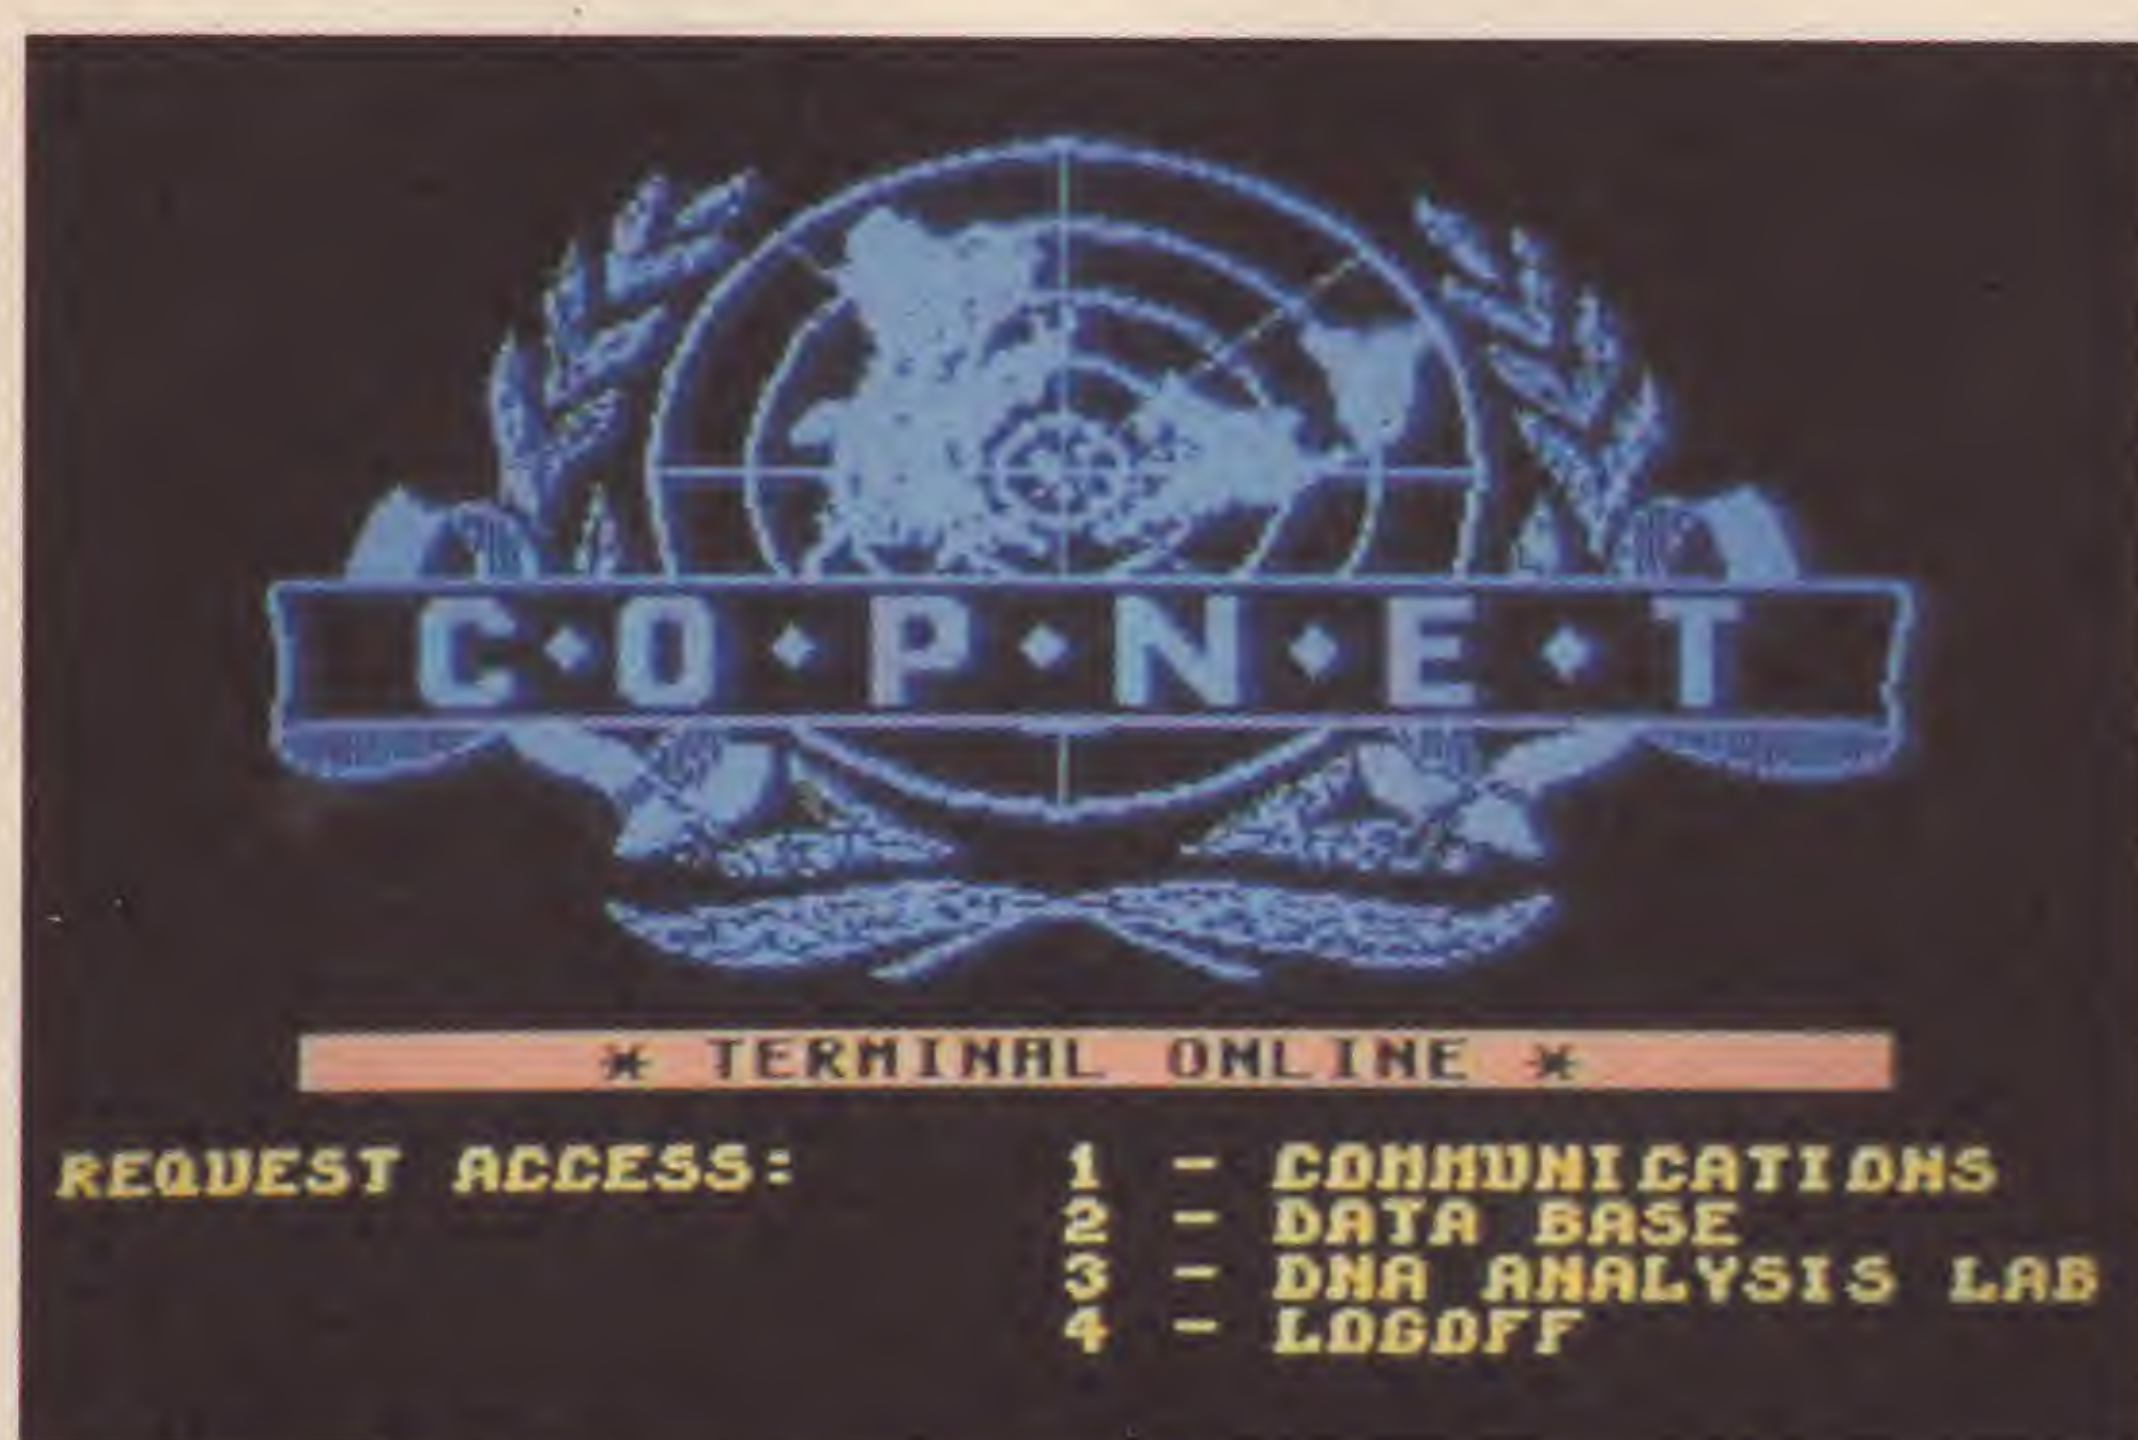 C·O·P·N·E·T
* TERMINAL ONLINE *
REQUEST ACCESS: 1 - COMMUNICATIONS
2 - DATA BASE
3 - DNA ANALYSIS LAB
4 - LOGOFF